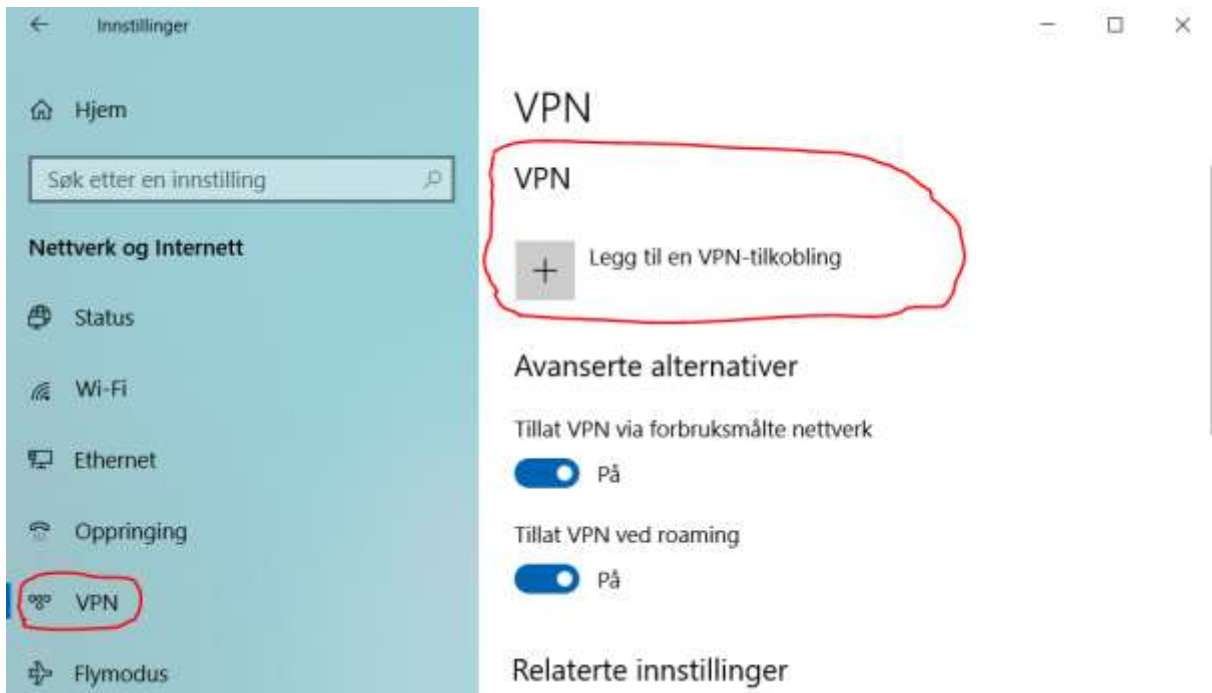 Innstillinger
Hjem
Søk etter en innstilling
Nettverk og Internett
Status
Wi-Fi
Ethernet
Oppringing
VPN
Flymodus
VPN
VPN
Legg til en VPN-tilkobling
Avanserte alternativer
Tillat VPN via forbruksmålte nettverk
På
Tillat VPN ved roaming
På
Relaterte innstillinger